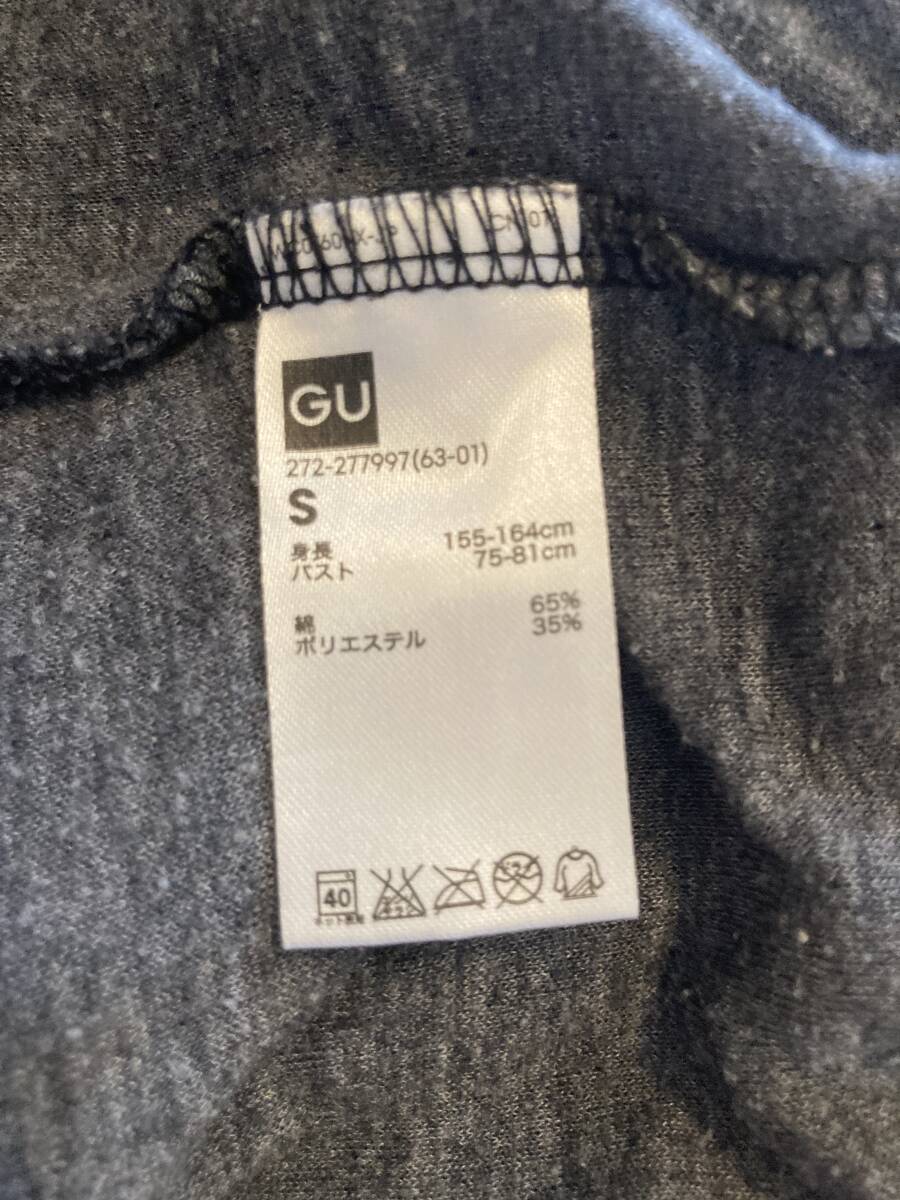 GU
272-277997(63-01)
S
身長 155-164cm
バスト 75-81cm
綿 65%
ポリエステル 35%
40